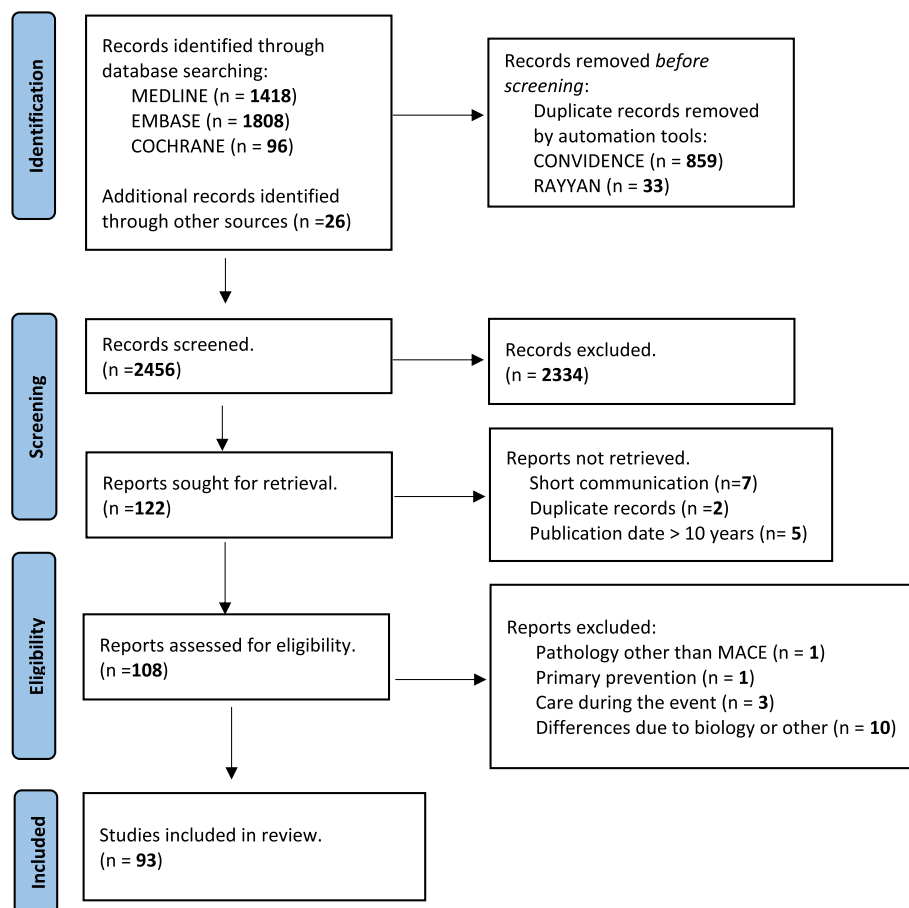 Identification
Records identified through
database searching:
MEDLINE (n = 1418)
EMBASE (n = 1808)
COCHRANE (n = 96)
Additional records identified
through other sources (n =26)
Records removed before
screening:
Duplicate records removed
by automation tools:
CONVIDENCE (n = 859)
RAYYAN (n = 33)
Screening
Records screened.
(n =2456)
Records excluded.
(n = 2334)
Reports sought for retrieval.
(n =122)
Reports not retrieved.
Short communication (n=7)
Duplicate records (n =2)
Publication date > 10 years (n= 5)
Eligibility
Reports assessed for eligibility.
(n =108)
Reports excluded:
Pathology other than MACE (n = 1)
Primary prevention (n = 1)
Care during the event (n = 3)
Differences due to biology or other (n = 10)
Included
Studies included in review.
(n = 93)